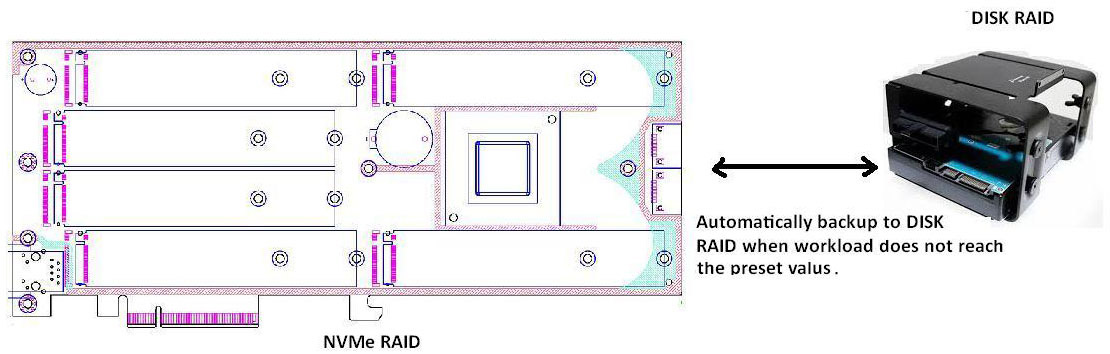 DISK RAID
Automatically backup to DISK
RAID when workload does not reach
the preset valus .
NVMe RAID